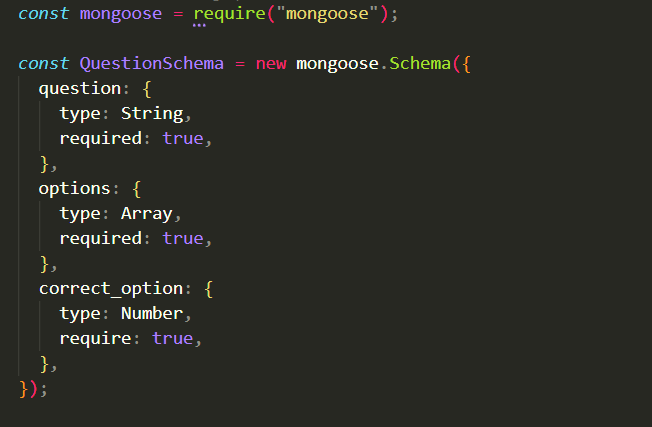 const mongoose = require("mongoose");
const QuestionSchema = new mongoose.Schema({
question: {
type: String,
required: true,
},
options: {
type: Array,
required: true,
},
correct_option: {
type: Number,
require: true,
},
});